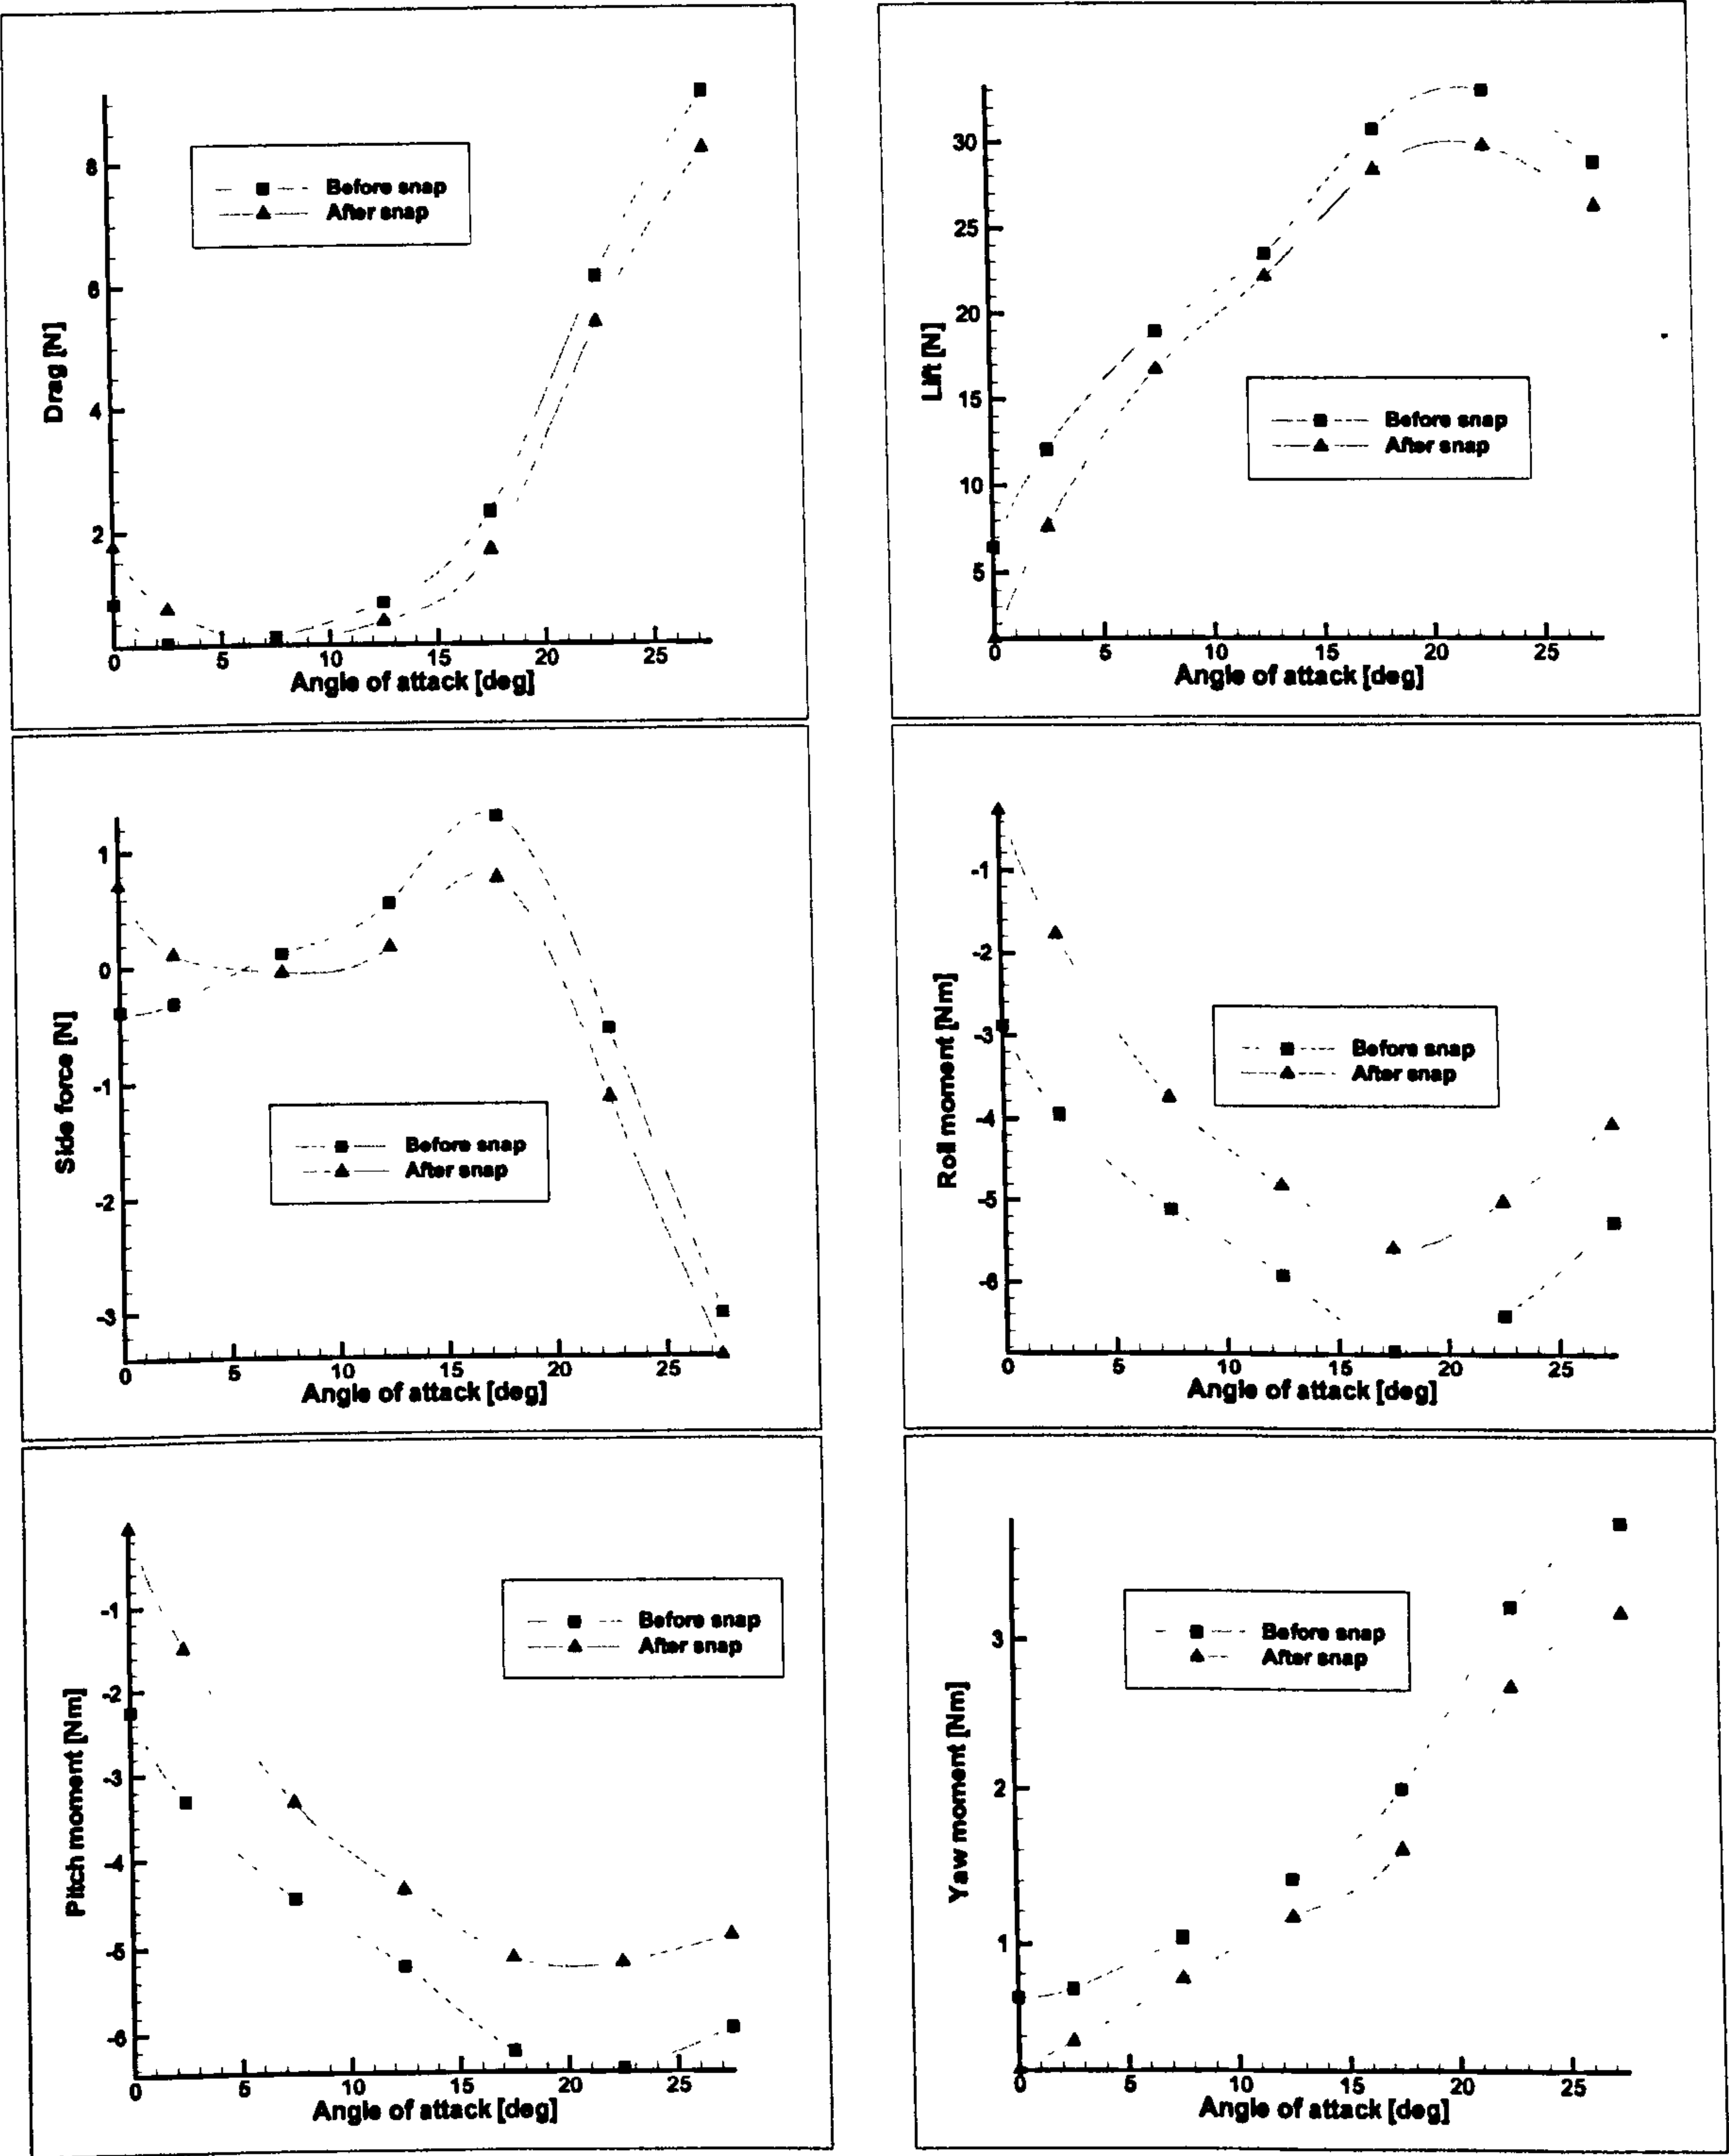 8
6
4
2
Drag [N]
Before snap
After snap
0 5 10 15 20 25
Angle of attack [deg]
30
25
20
15
10
5
Lift [N]
Before snap
After snap
0 5 10 15 20 25
Angle of attack [deg]
1
0
-1
-2
-3
Side force [N]
Before snap
After snap
0 5 10 15 20 25
Angle of attack [deg]
-1
-2
-3
-4
-5
-6
Roll moment [Nm]
Before snap
After snap
0 5 10 15 20 25
Angle of attack [deg]
-1
-2
-3
-4
-5
-6
Pitch moment [Nm]
Before snap
After snap
0 5 10 15 20 25
Angle of attack [deg]
3
2
1
Yaw moment [Nm]
Before snap
After snap
0 5 10 15 20 25
Angle of attack [deg]